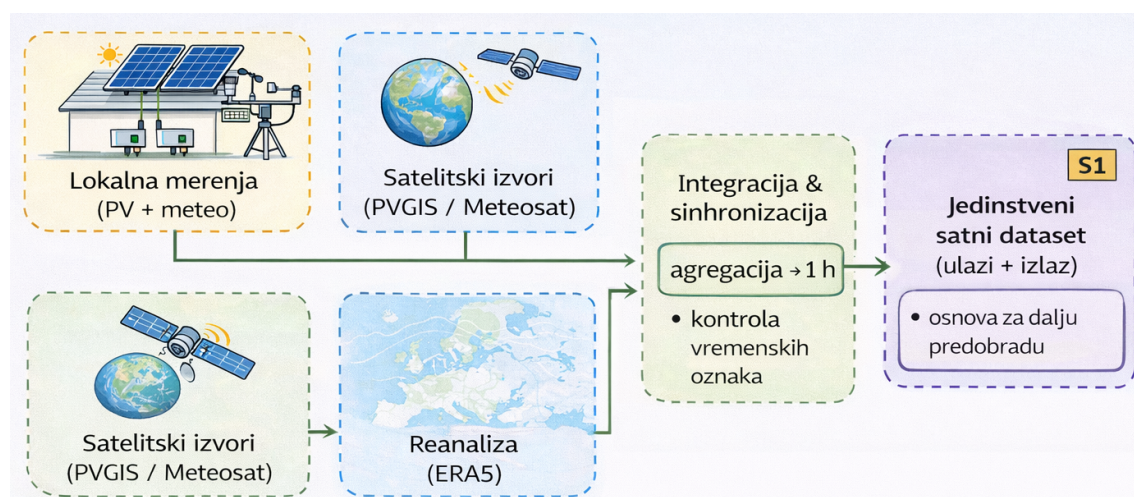 Lokalna merenja
(PV + meteo)
Satelitski izvori
(PVGIS / Meteosat)
Satelitski izvori
(PVGIS / Meteosat)
Reanaliza
(ERA5)
Integracija &
sinhronizacija
agregacija → 1 h
• kontrola
vremenskih
oznaka
S1
Jedinstveni
satni dataset
(ulazi + izlaz)
• osnova za dalju
predobradu